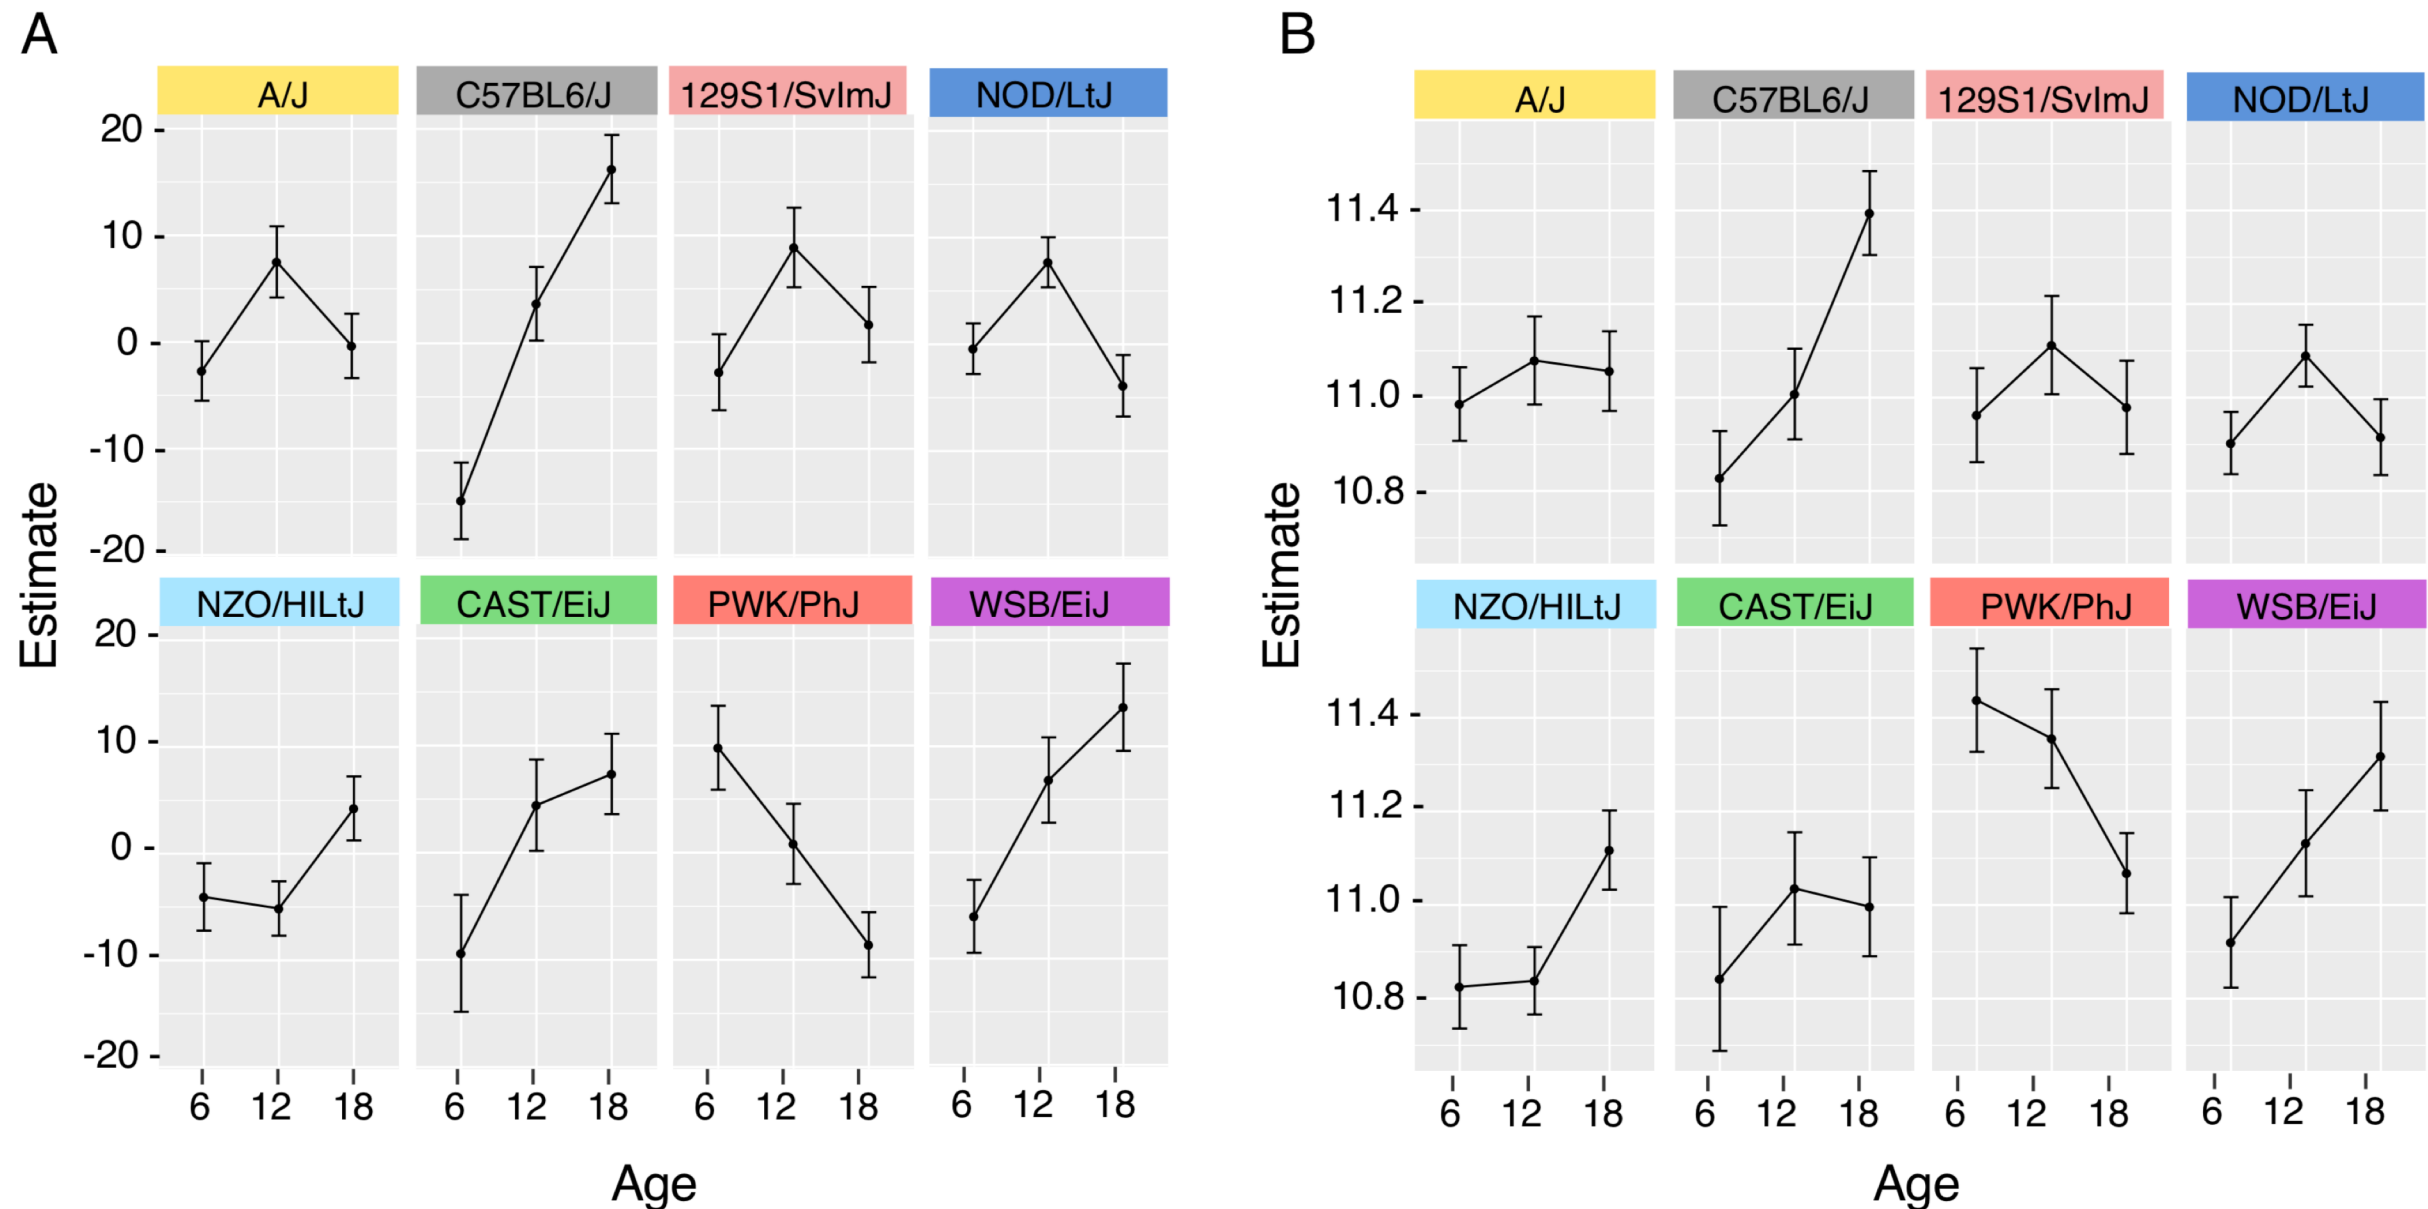 A
B
A/J C57BL6/J 129S1/SvImJ NOD/LtJ
A/J C57BL6/J 129S1/SvImJ NOD/LtJ
20 -
10 -
0 -
-10 -
-20 -
11.4 -
11.2 -
11.0 -
10.8 -
Estimate
Estimate
NZO/HILtJ CAST/EiJ PWK/PhJ WSB/EiJ
NZO/HILtJ CAST/EiJ PWK/PhJ WSB/EiJ
20 -
10 -
0 -
-10 -
-20 -
11.4 -
11.2 -
11.0 -
10.8 -
6 12 18 6 12 18 6 12 18 6 12 18
6 12 18 6 12 18 6 12 18 6 12 18
Age
Age